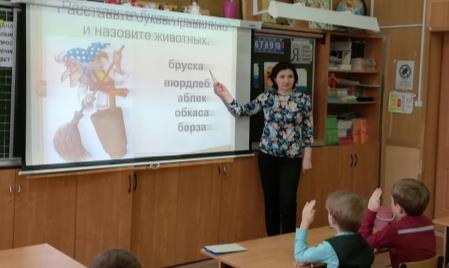 Расставьте буквы правильно
и назовите животных.
бруска
вюрдлеб
аблек
обкаса
берза